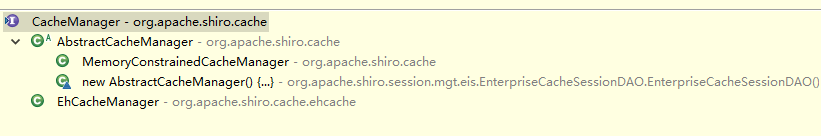 CacheManager - org.apache.shiro.cache
AbstractCacheManager - org.apache.shiro.cache
MemoryConstrainedCacheManager - org.apache.shiro.cache
new AbstractCacheManager() {...} - org.apache.shiro.session.mgt.eis.EnterpriseCacheSessionDAO.EnterpriseCacheSessionDAO()
EhCacheManager - org.apache.shiro.cache.ehcache